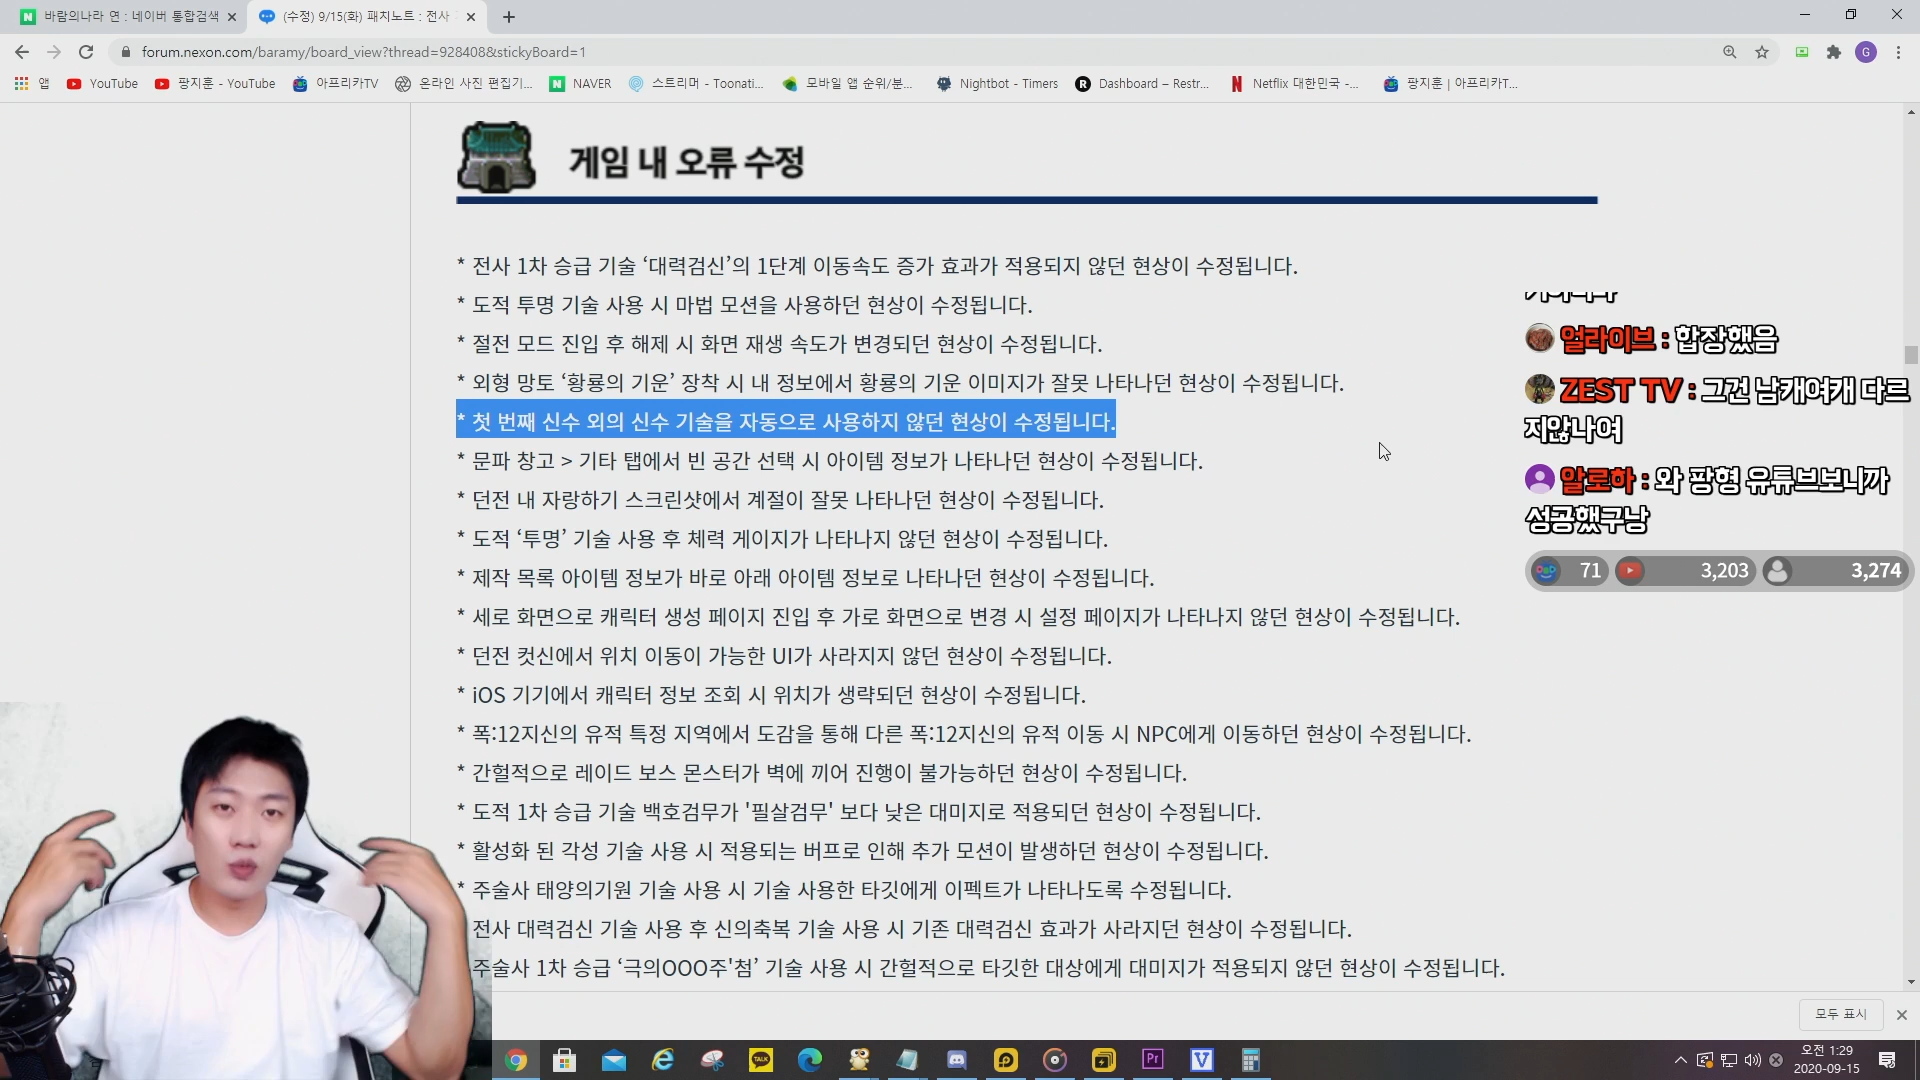 바람의나라 연 : 네이버 통합검색
(수정) 9/15(화) 패치노트 : 전사
forum.nexon.com/baramy/board_view?thread=928408&stickyBoard=1
G
앱
YouTube
팡지훈 - YouTube
아프리카TV
온라인 사진 편집기...
NAVER
스트리머 - Toonati...
모바일 앱 순위/분...
Nightbot - Timers
Dashboard – Restr...
Netflix 대한민국 -...
팡지훈 | 아프리카T...
게임 내 오류 수정
* 전사 1차 승급 기술 ‘대력검신’의 1단계 이동속도 증가 효과가 적용되지 않던 현상이 수정됩니다.
* 도적 투명 기술 사용 시 마법 모션을 사용하던 현상이 수정됩니다.
* 절전 모드 진입 후 해제 시 화면 재생 속도가 변경되던 현상이 수정됩니다.
* 외형 망토 ‘황룡의 기운’ 장착 시 내 정보에서 황룡의 기운 이미지가 잘못 나타나던 현상이 수정됩니다.
* 첫 번째 신수 외의 신수 기술을 자동으로 사용하지 않던 현상이 수정됩니다.
* 문파 창고 > 기타 탭에서 빈 공간 선택 시 아이템 정보가 나타나던 현상이 수정됩니다.
* 던전 내 자랑하기 스크린샷에서 계절이 잘못 나타나던 현상이 수정됩니다.
* 도적 ‘투명’ 기술 사용 후 체력 게이지가 나타나지 않던 현상이 수정됩니다.
* 제작 목록 아이템 정보가 바로 아래 아이템 정보로 나타나던 현상이 수정됩니다.
* 세로 화면으로 캐릭터 생성 페이지 진입 후 가로 화면으로 변경 시 설정 페이지가 나타나지 않던 현상이 수정됩니다.
* 던전 컷신에서 위치 이동이 가능한 UI가 사라지지 않던 현상이 수정됩니다.
* iOS 기기에서 캐릭터 정보 조회 시 위치가 생략되던 현상이 수정됩니다.
* 폭:12지신의 유적 특정 지역에서 도감을 통해 다른 폭:12지신의 유적 이동 시 NPC에게 이동하던 현상이 수정됩니다.
* 간헐적으로 레이드 보스 몬스터가 벽에 끼어 진행이 불가능하던 현상이 수정됩니다.
* 도적 1차 승급 기술 백호검무가 '필살검무' 보다 낮은 대미지로 적용되던 현상이 수정됩니다.
* 활성화 된 각성 기술 사용 시 적용되는 버프로 인해 추가 모션이 발생하던 현상이 수정됩니다.
* 주술사 태양의기원 기술 사용 시 기술 사용한 타깃에게 이펙트가 나타나도록 수정됩니다.
전사 대력검신 기술 사용 후 신의축복 기술 사용 시 기존 대력검신 효과가 사라지던 현상이 수정됩니다.
주술사 1차 승급 ‘극의OOO주'첨’ 기술 사용 시 간헐적으로 타깃한 대상에게 대미지가 적용되지 않던 현상이 수정됩니다.
얼라이브 : 합장했음
ZEST TV : 그건 남캐여캐 다르
지않나여
알로하 : 와 팡형 유튜브보니까
성공했구낭
71
3,203
3,274
모두 표시
TALK
Pr
V
오전 1:29
2020-09-15